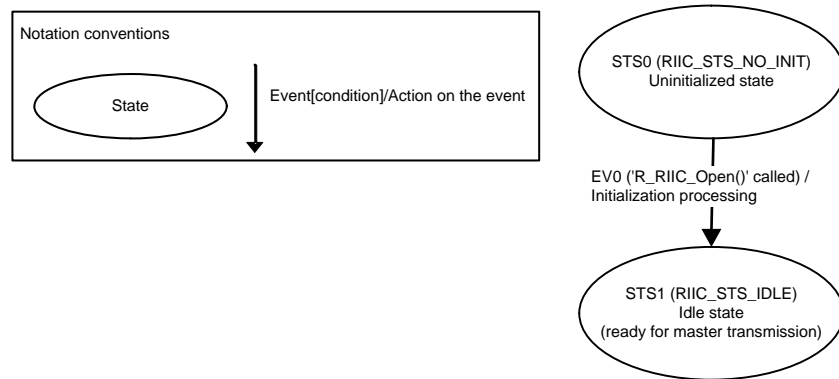 Notation conventions
State
Event[condition]/Action on the event
STS0 (RIIC_STS_NO_INIT)
Uninitialized state
EV0 ('R_RIIC_Open()' called) /
Initialization processing
STS1 (RIIC_STS_IDLE)
Idle state
(ready for master transmission)